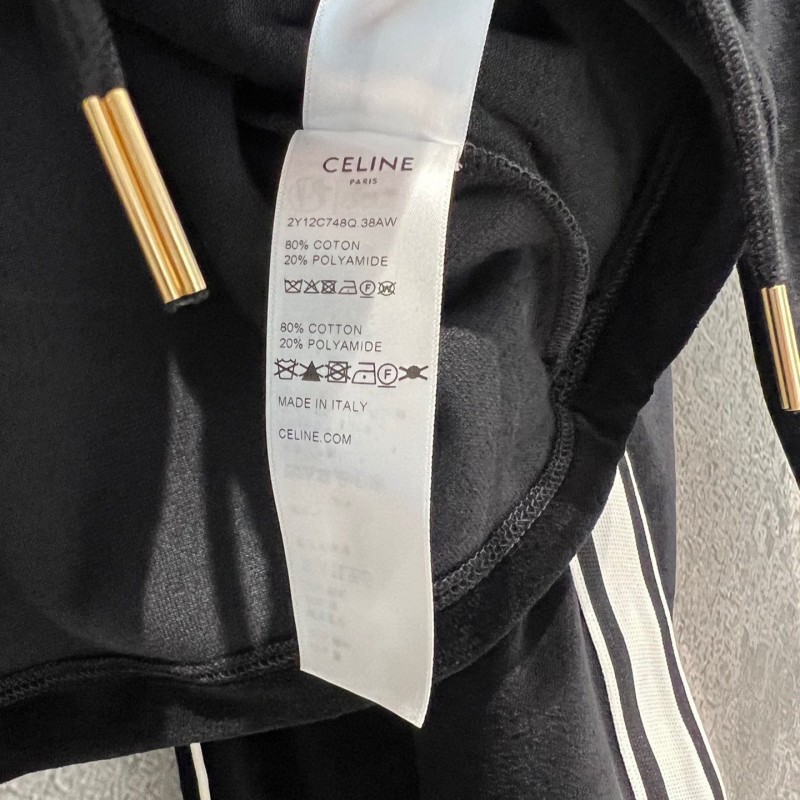 CELINE
PARIS
2Y12C748Q.38AW
80% COTON
20% POLYAMIDE
80% COTTON
20% POLYAMIDE
MADE IN ITALY
CELINE.COM